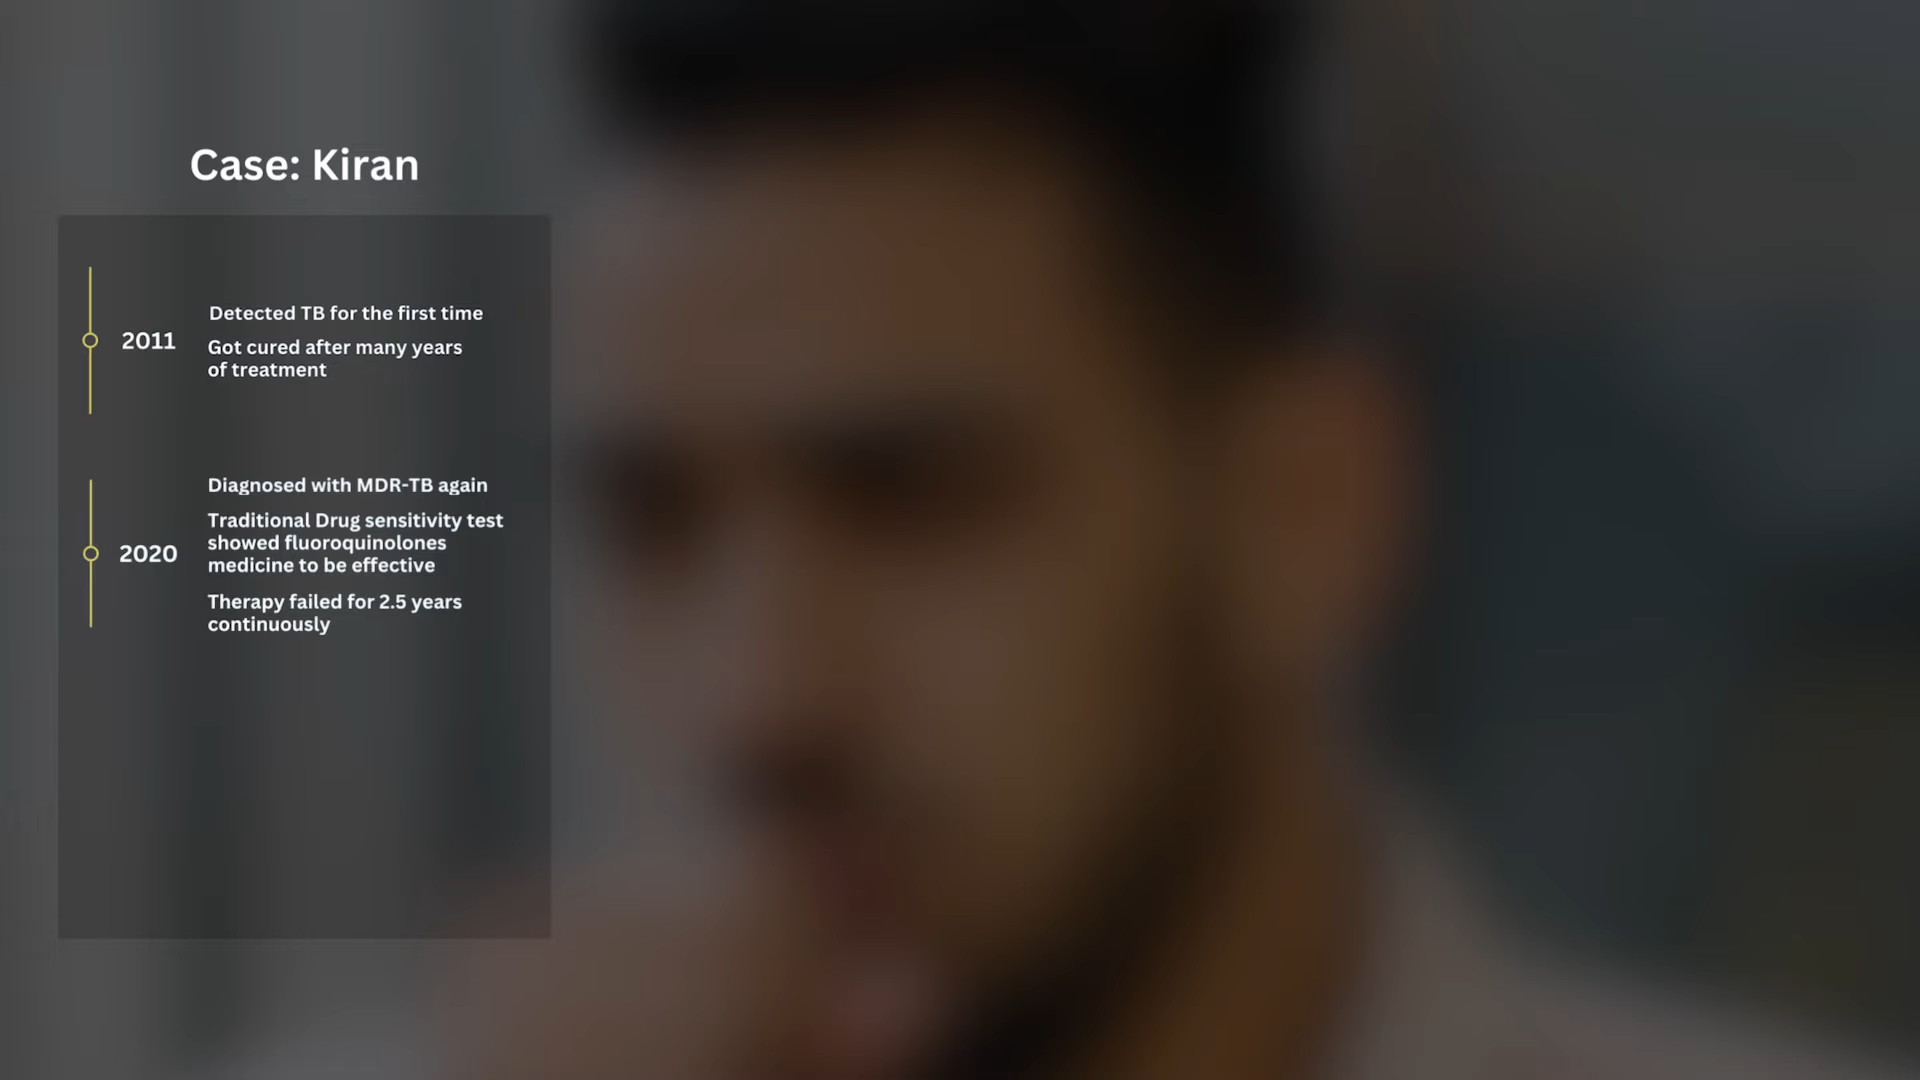 Case: Kiran
2011
Detected TB for the first time
Got cured after many years
of treatment
2020
Diagnosed with MDR-TB again
Traditional Drug sensitivity test
showed fluoroquinolones
medicine to be effective
Therapy failed for 2.5 years
continuously